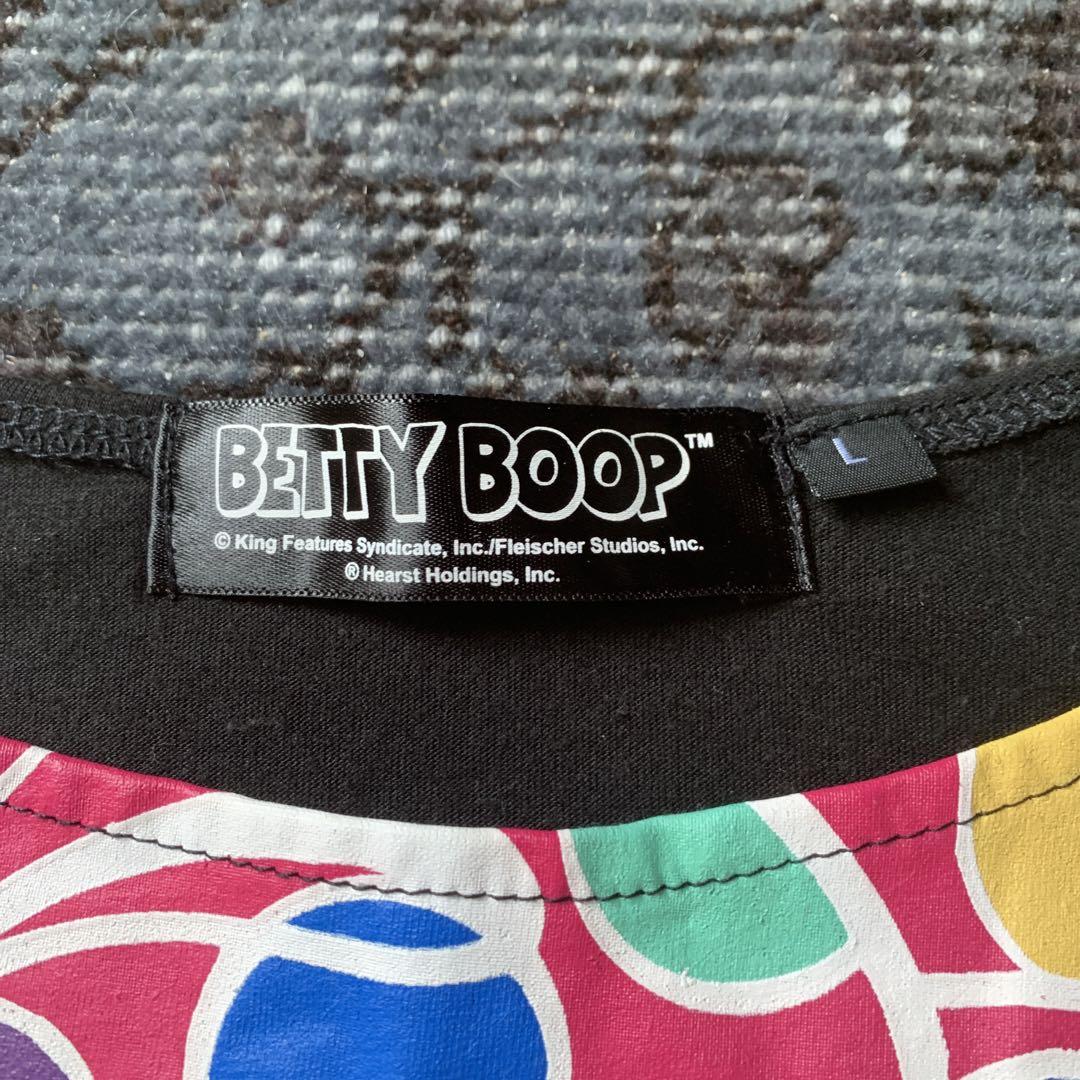 BETTY BOOP™
© King Features Syndicate, Inc./Fleischer Studios, Inc.
® Hearst Holdings, Inc.
L